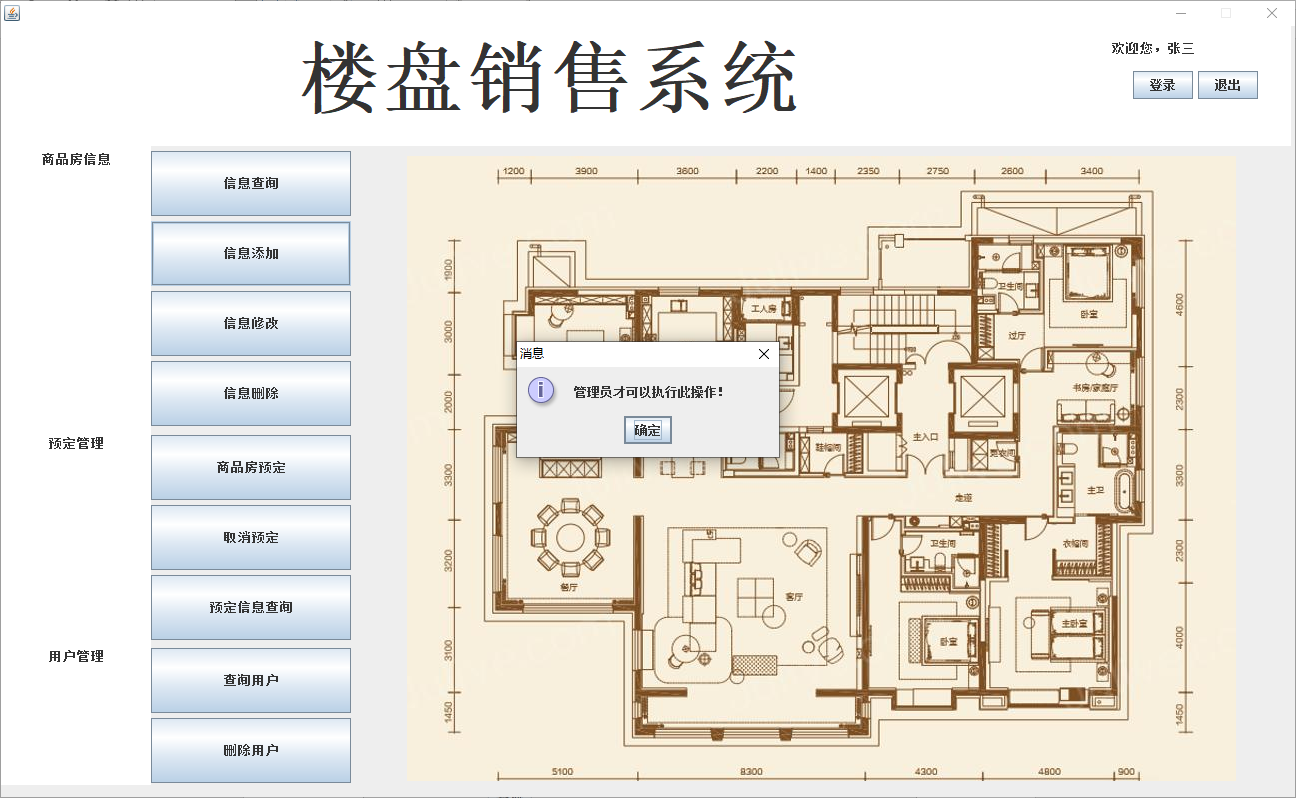 楼盘销售系统
欢迎您，张三
登录
退出
商品房信息
信息查询
信息添加
信息修改
信息删除
预定管理
商品房预定
取消预定
预定信息查询
用户管理
查询用户
删除用户
消息
管理员才可以执行此操作！
确定
1200 3900 3800 2200 1400 2350 2750 2600 3400
1900
3000
2000
3300
3200
3100
1450
4600
2300
3300
2300
4000
1450
5100 8300 4300 4800 900
工人房
卫生间
卧室
过厅
书房/家庭厅
主入口
鞋帽间
更衣间
走道
主卫
卫生间
衣帽间
餐厅
客厅
卧室
主卧室